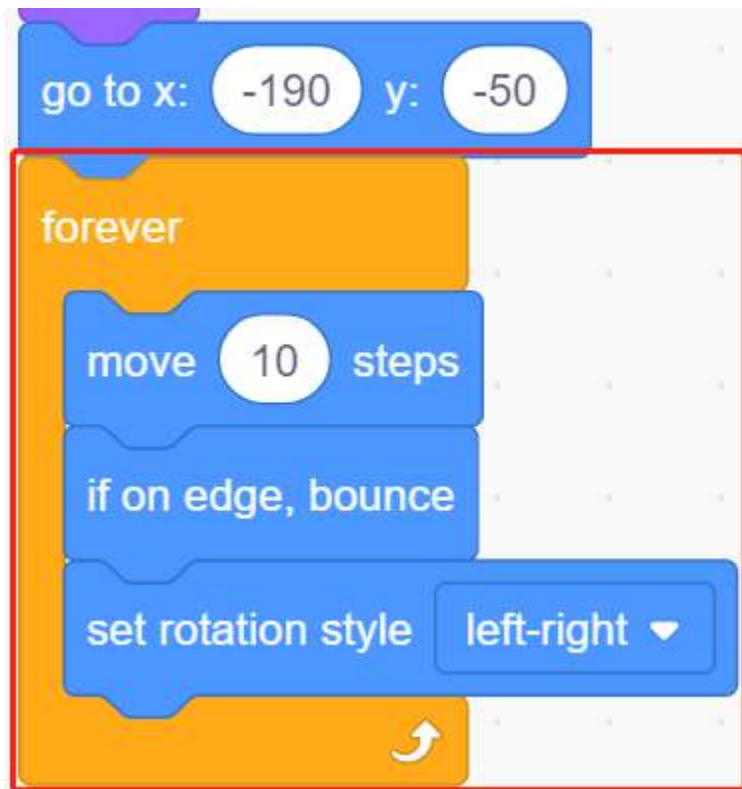 go to x: -190 y: -50
forever
move 10 steps
if on edge, bounce
set rotation style left-right